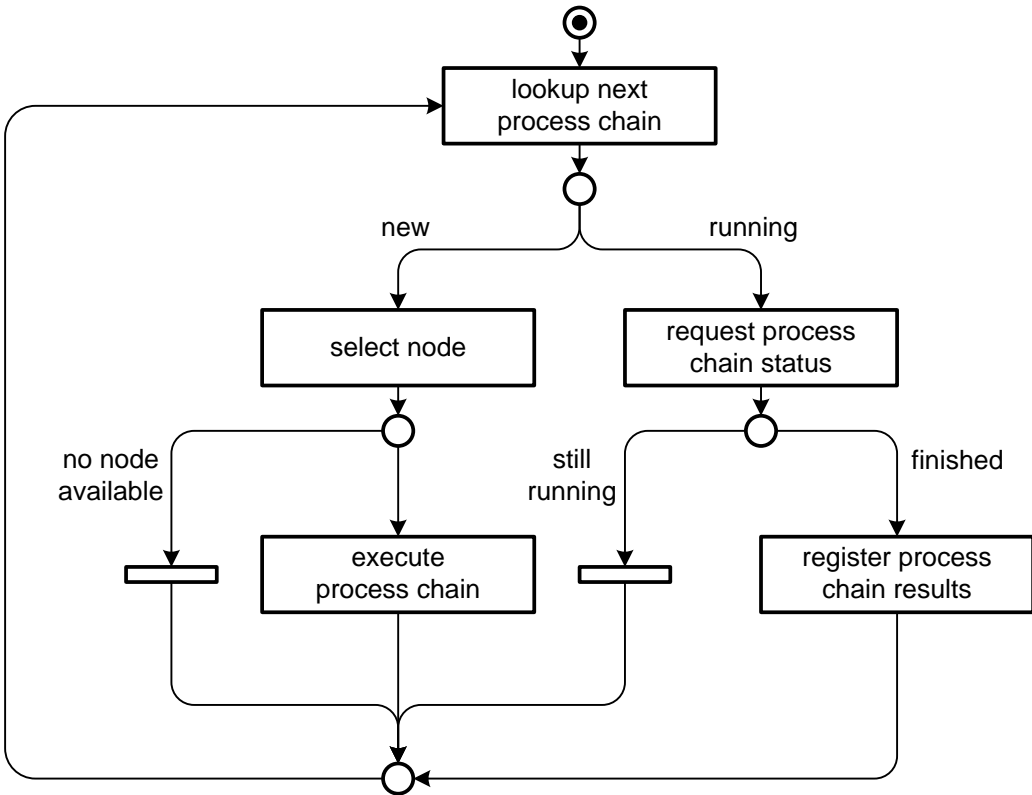 lookup next
process chain
new
running
select node
request process
chain status
no node
available
still
running
finished
execute
process chain
register process
chain results